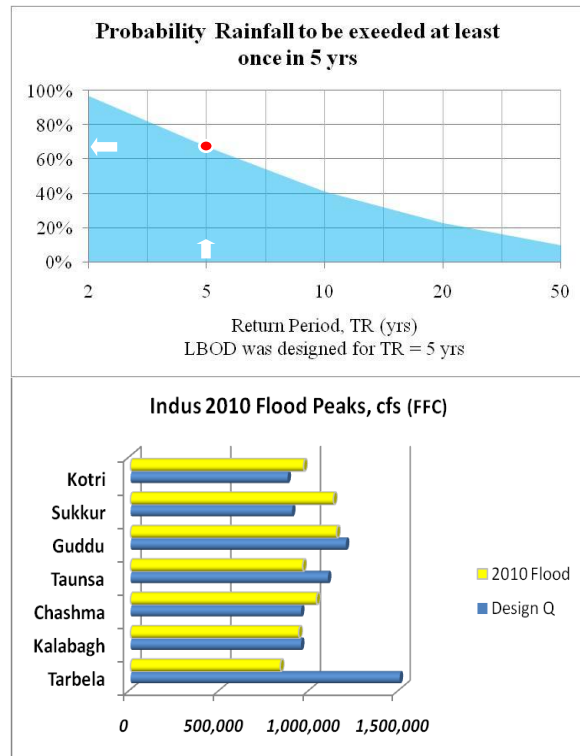 Probability Rainfall to be exeeded at least
once in 5 yrs
100%
80%
60%
40%
20%
0%
2 5 10 20 50
Return Period, TR (yrs)
LBOD was designed for TR = 5 yrs
Indus 2010 Flood Peaks, cfs (FFC)
Kotri
Sukkur
Guddu
Taunsa
Chashma
Kalabagh
Tarbela
2010 Flood
Design Q
0 500,000 1,000,000 1,500,000